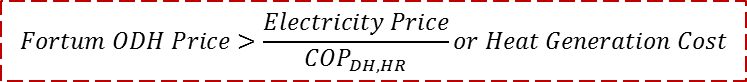 Fortum ODH Price > Electricity Price / COP_DH,HR or Heat Generation Cost